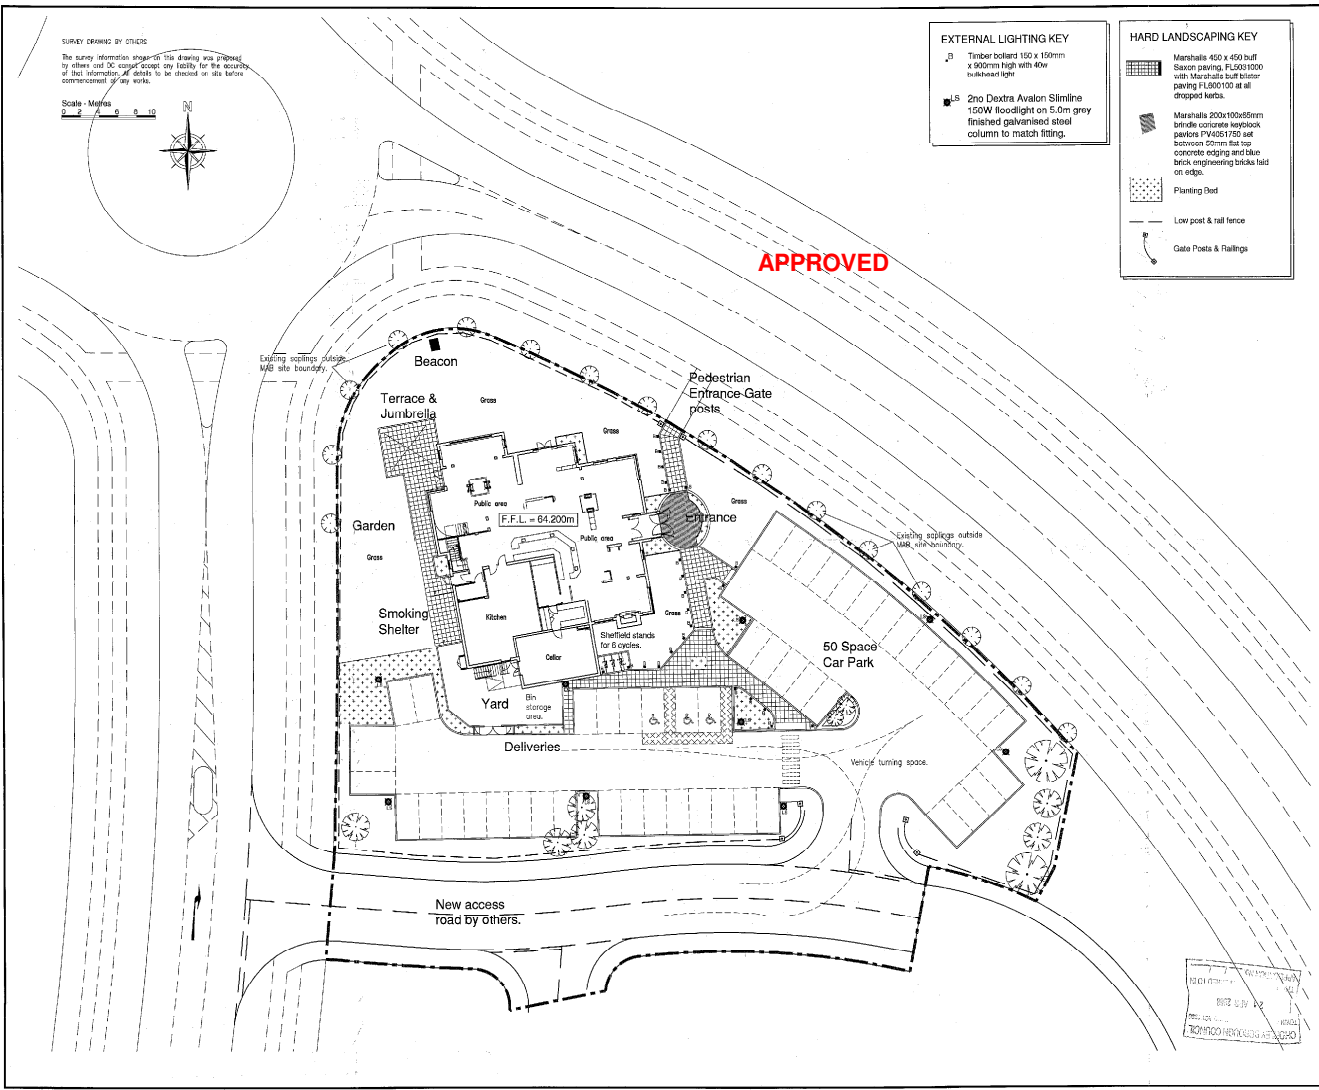 SURVEY DRAWING BY OTHERS
The survey information shown on this drawing was prepared
by others and DC cannot accept any liability for the accuracy
of that information. All details to be checked on site before
commencement of any works.
Scale - Metres
0 2 4 6 8 10
N
EXTERNAL LIGHTING KEY
B Timber bollard 150 x 150mm
x 900mm high with 40w
bulkhead light
LS 2no Dextra Avalon Slimline
150W floodlight on 5.0m grey
finished galvanised steel
column to match fitting.
HARD LANDSCAPING KEY
Marshalls 450 x 450 buff
Saxon paving, FL5031000
with Marshalls buff blister
paving FL600100 at all
dropped kerbs.
Marshalls 200x100x65mm
brindle concrete keyblock
paviors PV4051750 set
between 50mm flat top
concrete edging and blue
brick engineering bricks laid
on edge.
Planting Bed
Low post & rail fence
Gate Posts & Railings
APPROVED
Existing saplings outside
MAB site boundary.
Beacon
Pedestrian
Entrance Gate
posts
Terrace &
Jumbrella
Grass
Grass
Grass
Public area
F.F.L. = 64.200m
Entrance
Garden
Public area
Existing saplings outside
MAB site boundary.
Grass
Smoking
Shelter
Kitchen
Grass
Sheffield stands
for 6 cycles.
Cellar
50 Space
Car Park
Yard
Bin
storage
area.
Deliveries
Vehicle turning space.
New access
road by others.
CHORLEY BOROUGH COUNCIL